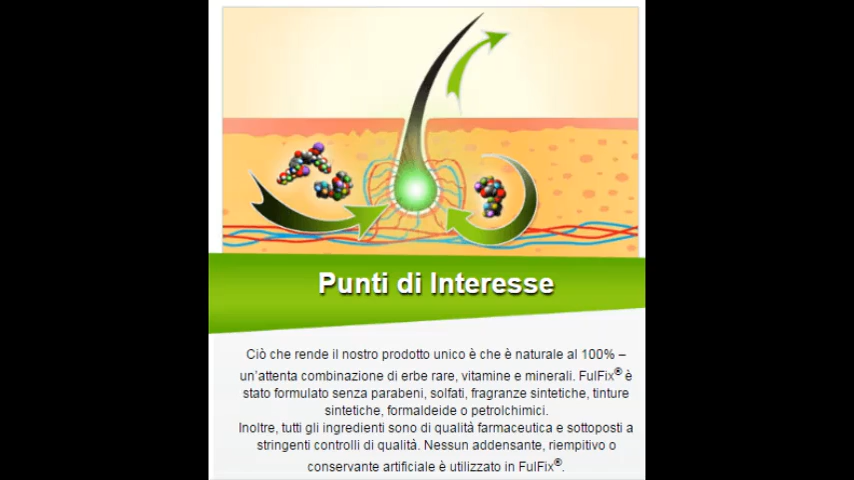 Punti di Interesse
Ciò che rende il nostro prodotto unico è che è naturale al 100% –
un'attenta combinazione di erbe rare, vitamine e minerali. FulFix® è
stato formulato senza parabeni, solfati, fragranze sintetiche, tinture
sintetiche, formaldeide o petrolchimici.
Inoltre, tutti gli ingredienti sono di qualità farmaceutica e sottoposti a
stringenti controlli di qualità. Nessun addensante, riempitivo o
conservante artificiale è utilizzato in FulFix®.